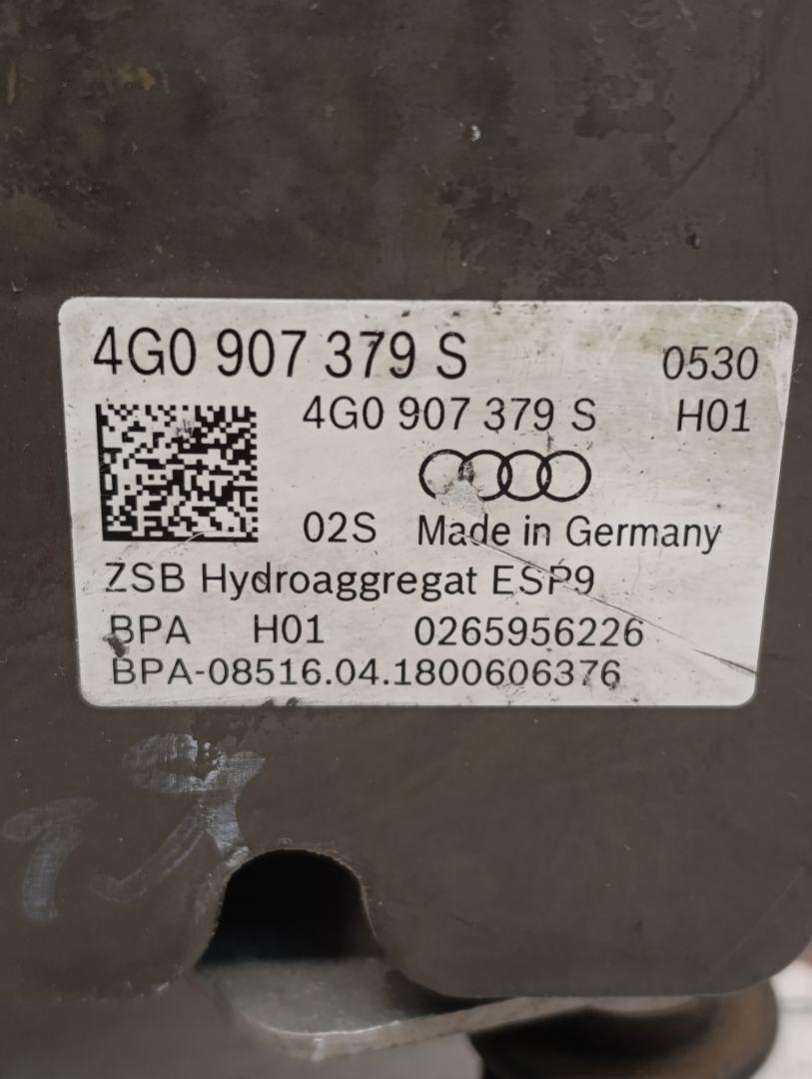 4G0 907 379 S 0530
4G0 907 379 S H01
02S Made in Germany
ZSB Hydroaggregat ESP9
BPA H01 0265956226
BPA-08516.04.1800606376